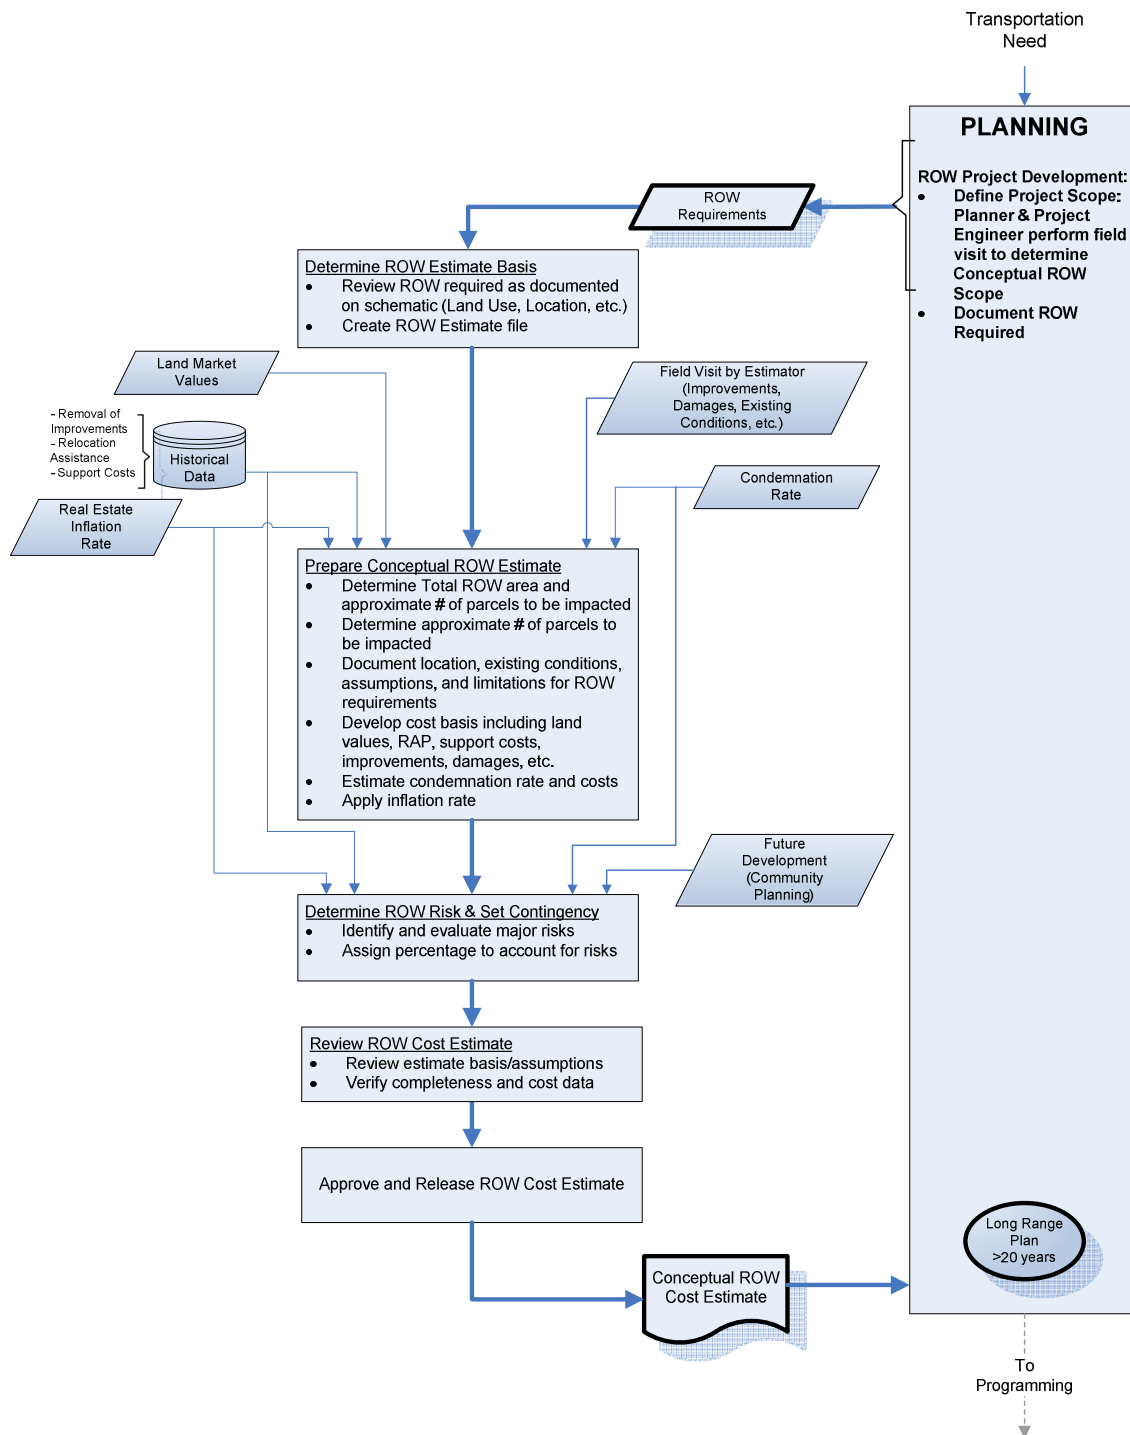 Transportation
Need
PLANNING
ROW Project Development:
• Define Project Scope:
Planner & Project
Engineer perform field
visit to determine
Conceptual ROW
Scope
• Document ROW
Required
ROW
Requirements
Determine ROW Estimate Basis
• Review ROW required as documented
on schematic (Land Use, Location, etc.)
• Create ROW Estimate file
Land Market
Values
Field Visit by Estimator
(Improvements,
Damages, Existing
Conditions, etc.)
- Removal of
Improvements
- Relocation
Assistance
- Support Costs
Historical
Data
Condemnation
Rate
Real Estate
Inflation
Rate
Prepare Conceptual ROW Estimate
• Determine Total ROW area and
approximate # of parcels to be impacted
• Determine approximate # of parcels to
be impacted
• Document location, existing conditions,
assumptions, and limitations for ROW
requirements
• Develop cost basis including land
values, RAP, support costs,
improvements, damages, etc.
• Estimate condemnation rate and costs
• Apply inflation rate
Future
Development
(Community
Planning)
Determine ROW Risk & Set Contingency
• Identify and evaluate major risks
• Assign percentage to account for risks
Review ROW Cost Estimate
• Review estimate basis/assumptions
• Verify completeness and cost data
Approve and Release ROW Cost Estimate
Long Range
Plan
>20 years
Conceptual ROW
Cost Estimate
To
Programming